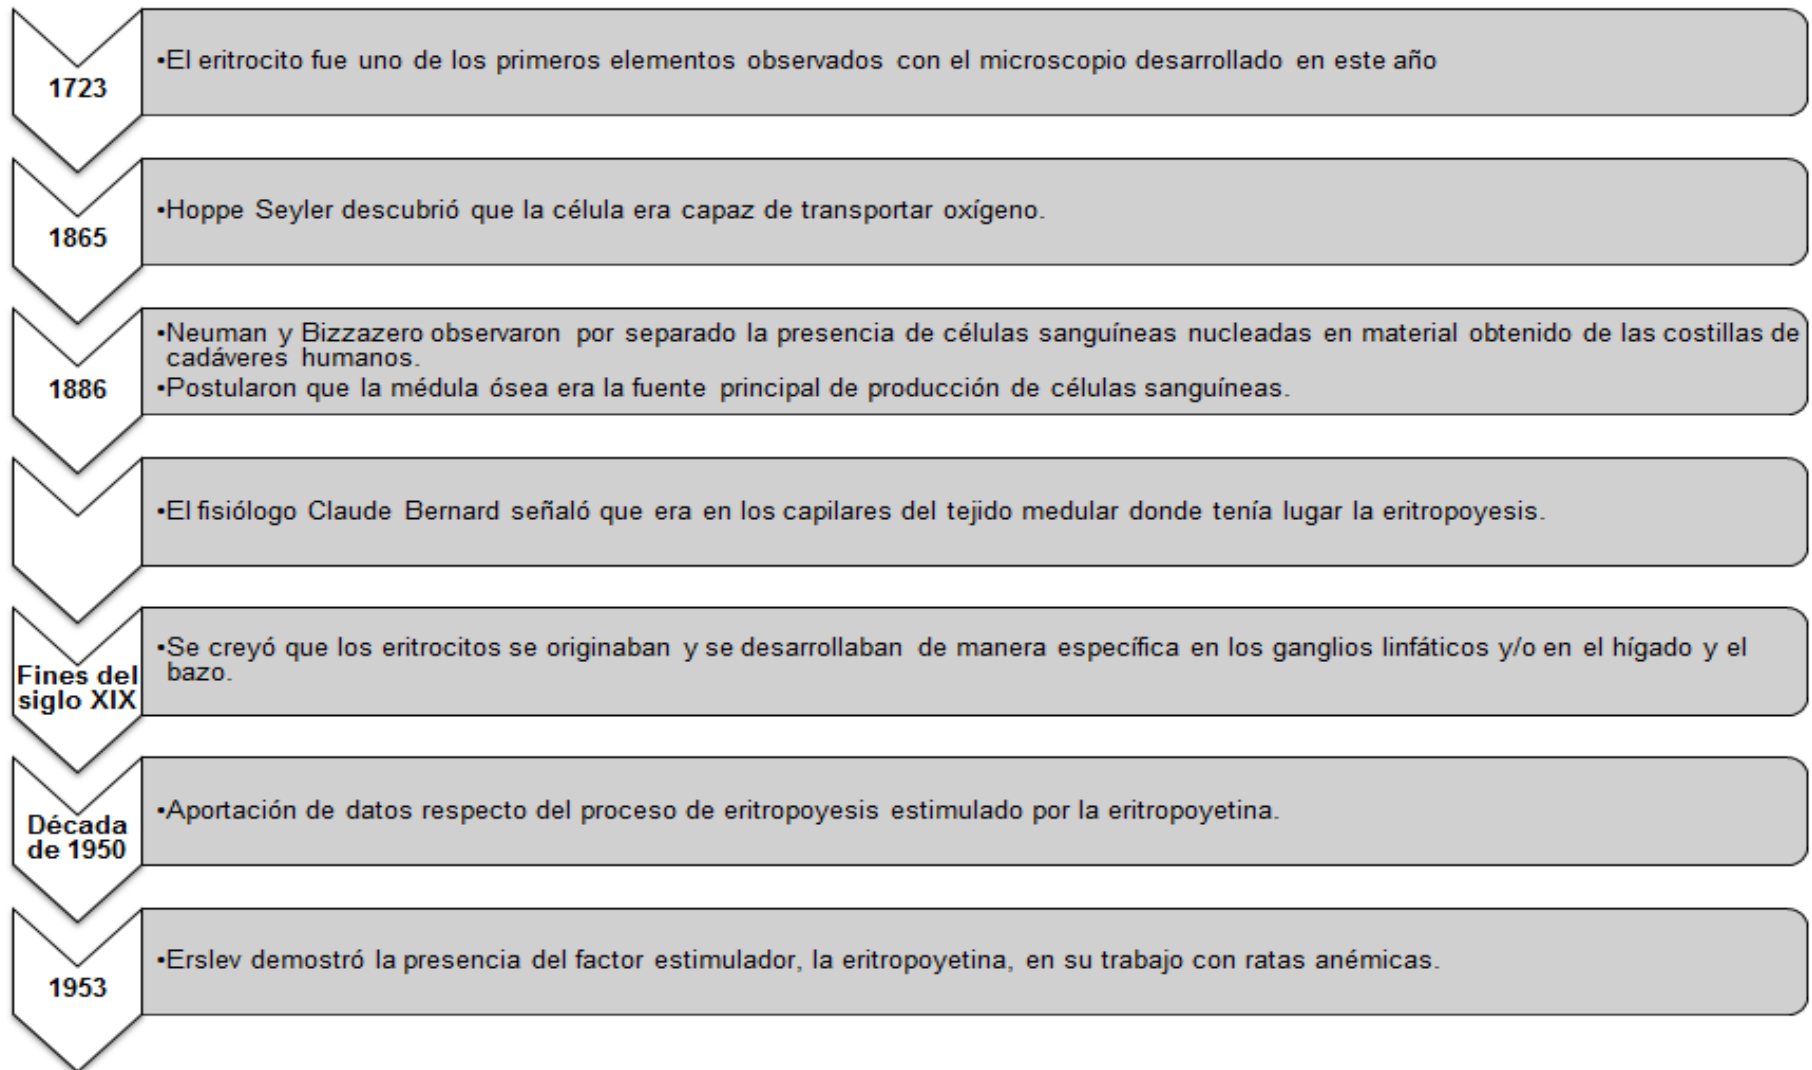 1723
•El eritrocito fue uno de los primeros elementos observados con el microscopio desarrollado en este año
1865
•Hoppe Seyler descubrió que la célula era capaz de transportar oxígeno.
1886
•Neuman y Bizzazero observaron por separado la presencia de células sanguíneas nucleadas en material obtenido de las costillas de
cadáveres humanos.
•Postularon que la médula ósea era la fuente principal de producción de células sanguíneas.
•El fisiólogo Claude Bernard señaló que era en los capilares del tejido medular donde tenía lugar la eritropoyesis.
Fines del
siglo XIX
•Se creyó que los eritrocitos se originaban y se desarrollaban de manera específica en los ganglios linfáticos y/o en el hígado y el
bazo.
Década
de 1950
•Aportación de datos respecto del proceso de eritropoyesis estimulado por la eritropoyetina.
1953
•Erslev demostró la presencia del factor estimulador, la eritropoyetina, en su trabajo con ratas anémicas.